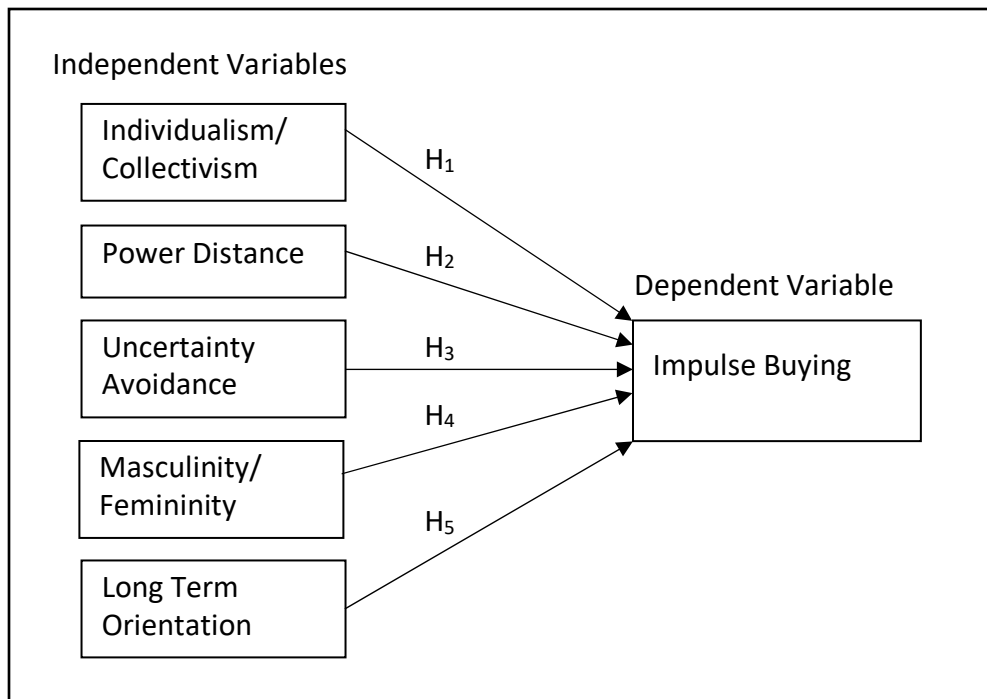 Independent Variables
Individualism/
Collectivism
H₁
Power Distance
H₂
Dependent Variable
Uncertainty
Avoidance
H₃
Impulse Buying
H₄
Masculinity/
Femininity
H₅
Long Term
Orientation